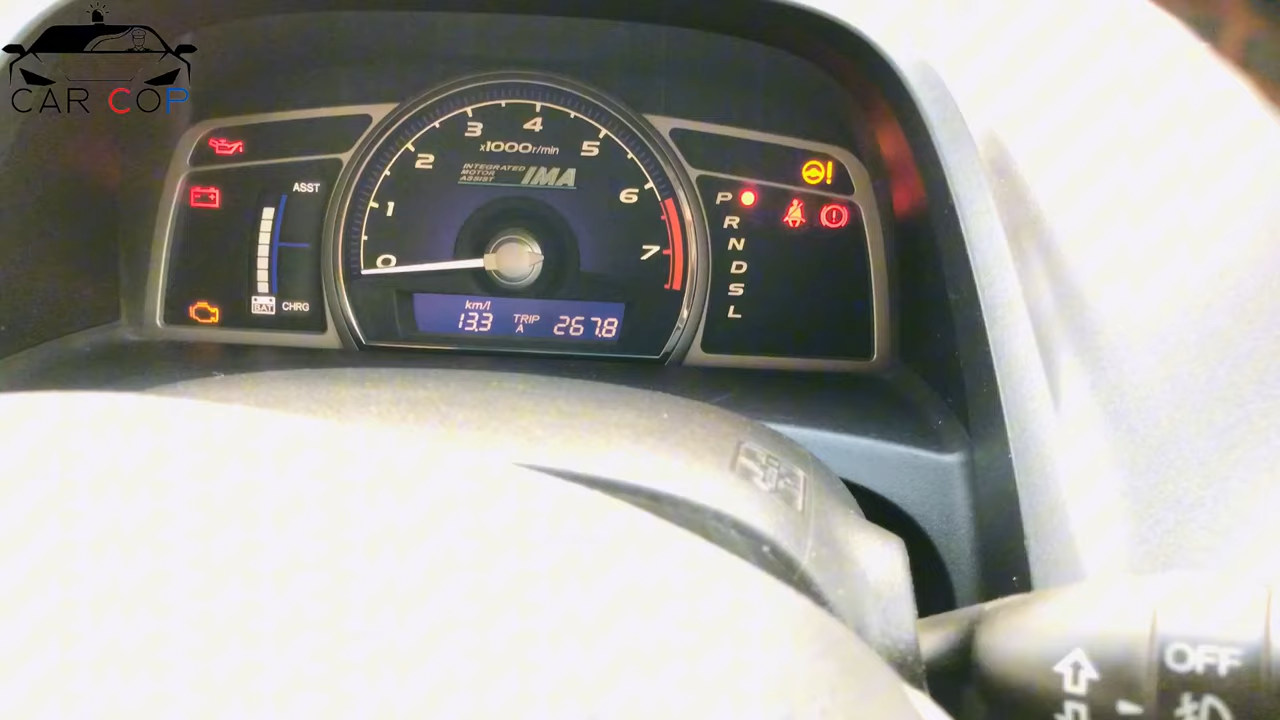 CAR COP
ASST
BAT
CHRG
0
1
2
3
4
5
6
7
x1000r/min
INTEGRATED
MOTOR
ASSIST
IMA
km/l
13.3
TRIP
A
267.8
P
R
N
D
S
L
OFF